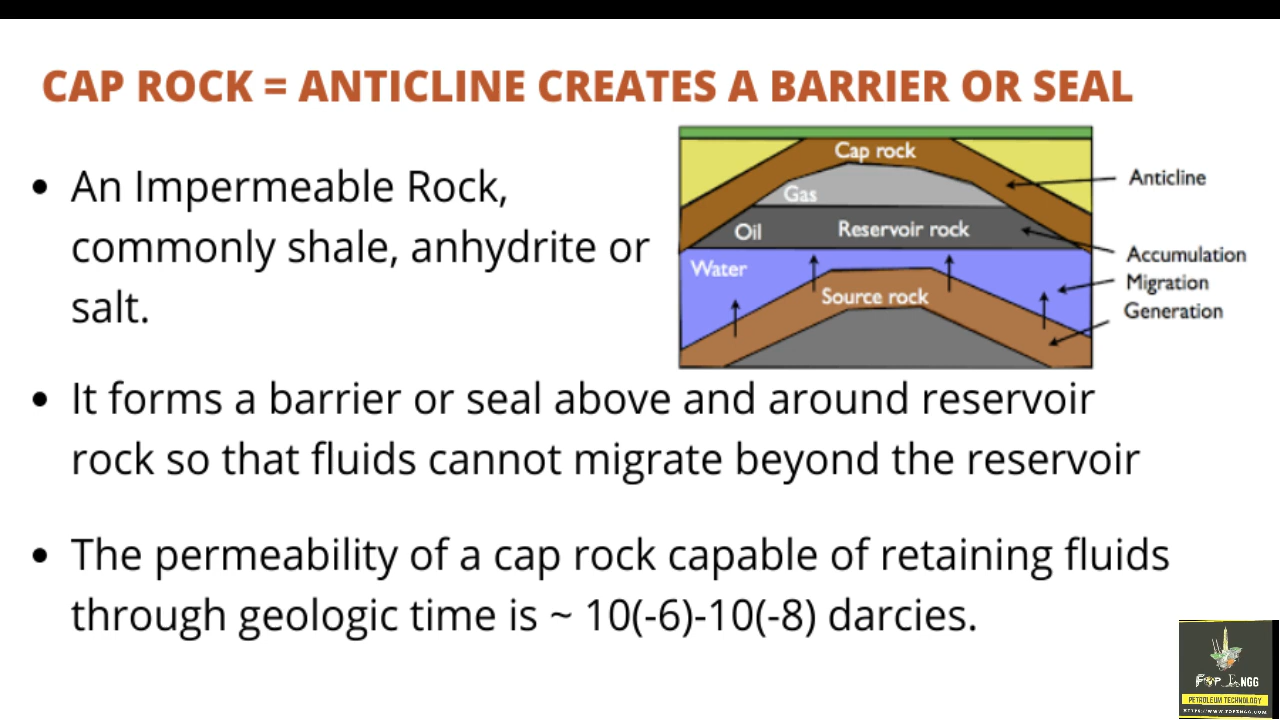 CAP ROCK = ANTICLINE CREATES A BARRIER OR SEAL
• An Impermeable Rock,
commonly shale, anhydrite or
salt.
Cap rock
Gas
Oil
Reservoir rock
Water
Source rock
Anticline
Accumulation
Migration
Generation
• It forms a barrier or seal above and around reservoir
rock so that fluids cannot migrate beyond the reservoir
• The permeability of a cap rock capable of retaining fluids
through geologic time is ~ 10(-6)-10(-8) darcies.
PETROLEUM TECHNOLOGY